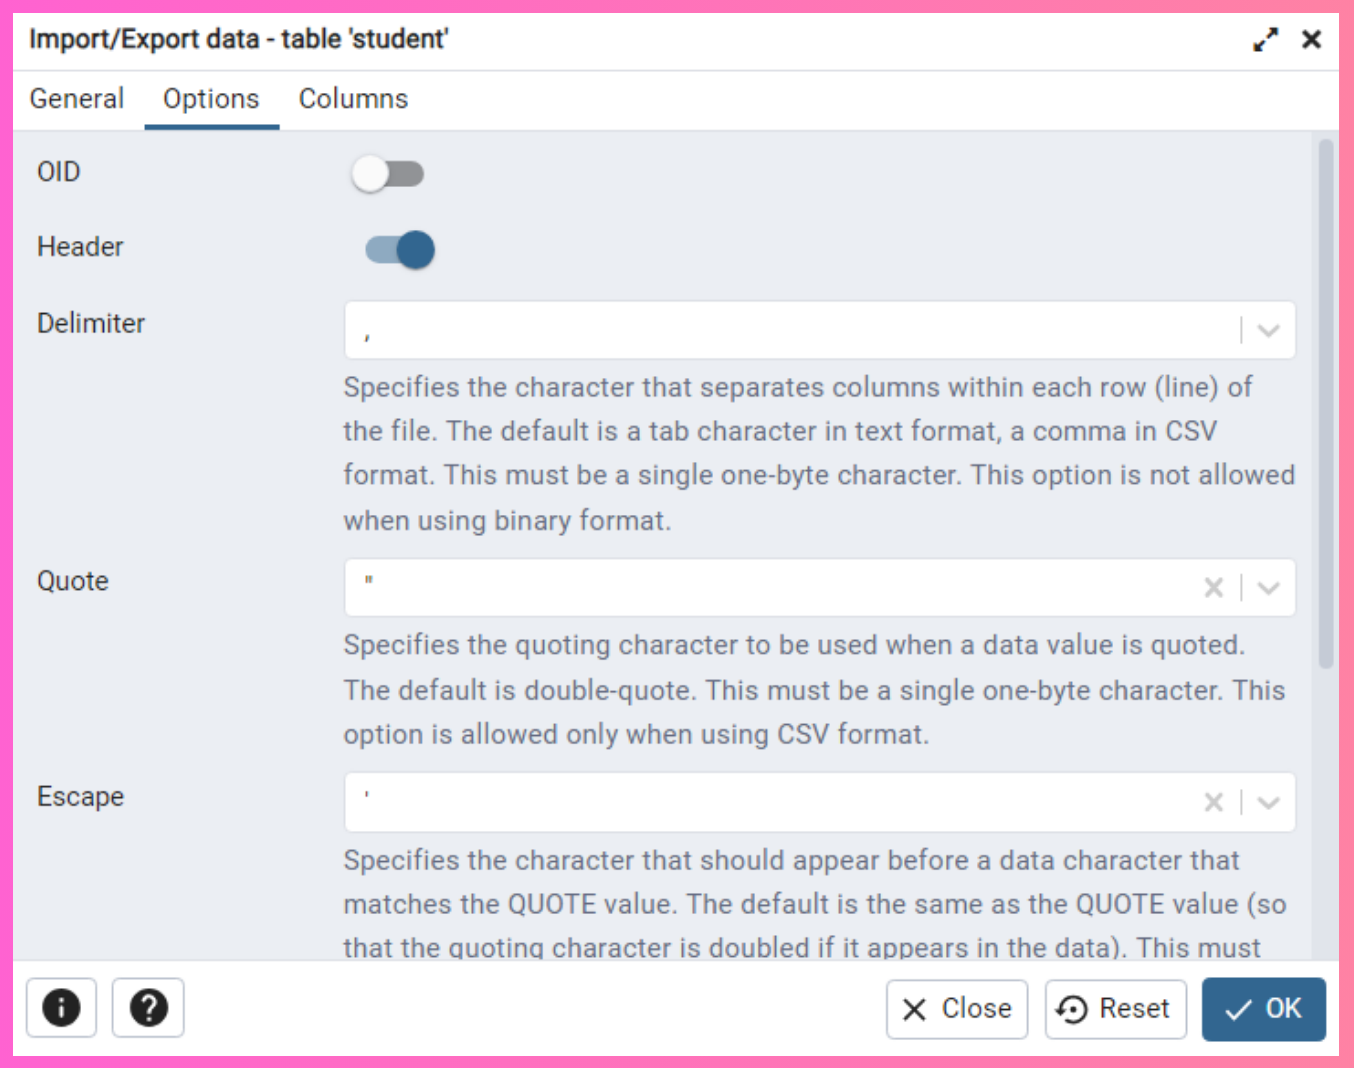 Import/Export data - table 'student'
General Options Columns
OID
Header
Delimiter
,
Specifies the character that separates columns within each row (line) of
the file. The default is a tab character in text format, a comma in CSV
format. This must be a single one-byte character. This option is not allowed
when using binary format.
Quote
"
Specifies the quoting character to be used when a data value is quoted.
The default is double-quote. This must be a single one-byte character. This
option is allowed only when using CSV format.
Escape
'
Specifies the character that should appear before a data character that
matches the QUOTE value. The default is the same as the QUOTE value (so
that the quoting character is doubled if it appears in the data). This must
Close Reset OK